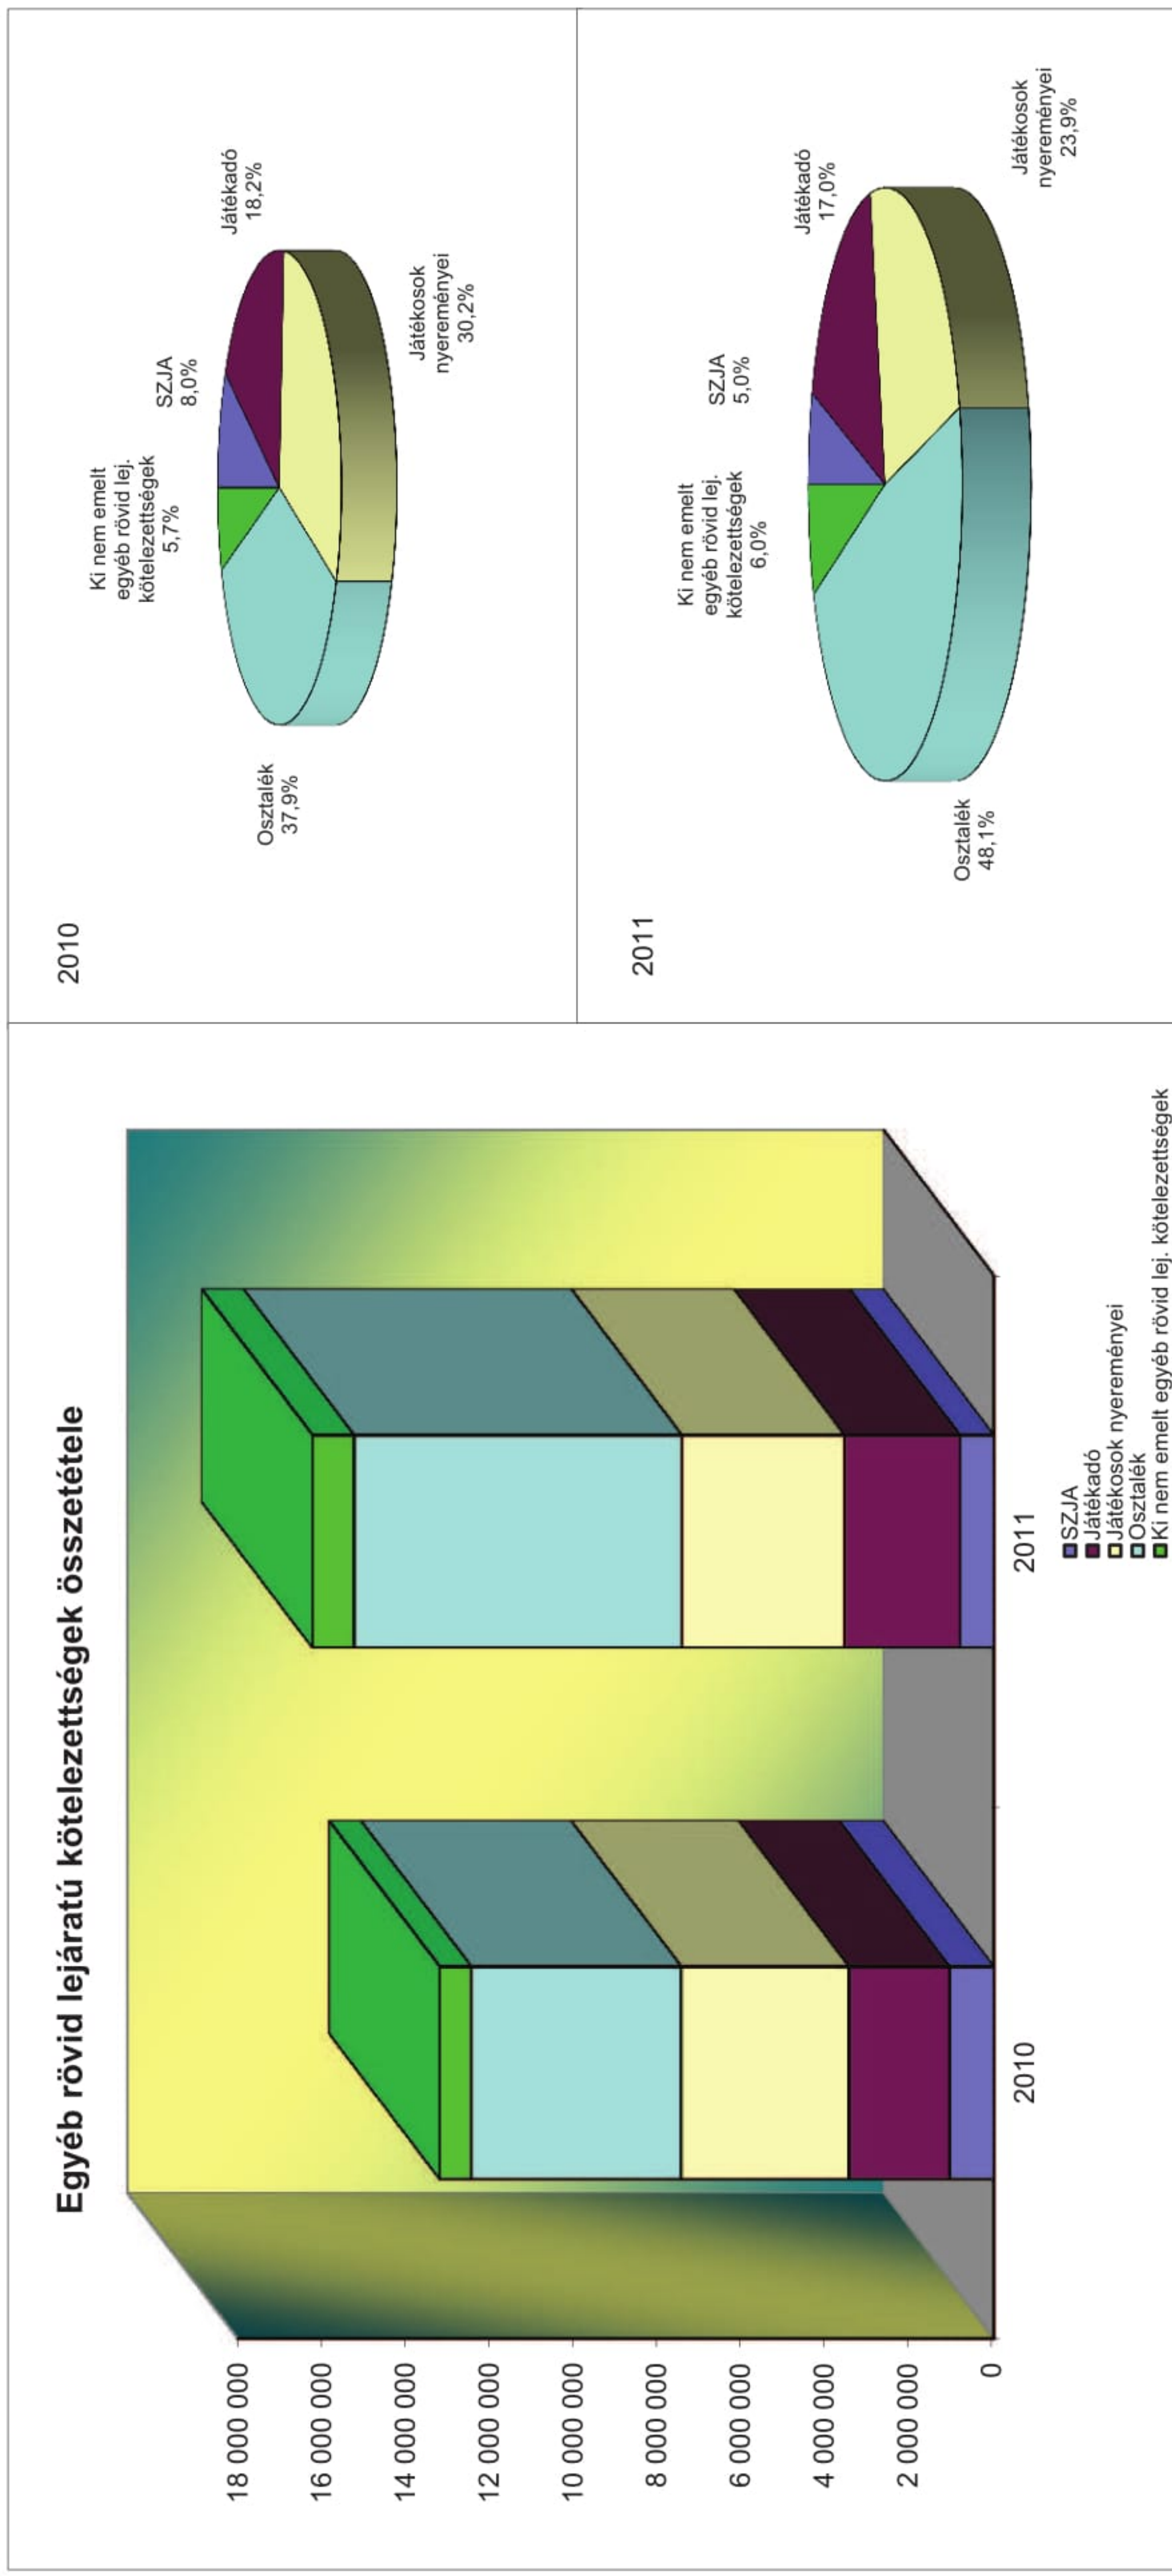 Egyéb rövid lejáratú kötelezettségek összetétele
18 000 000
16 000 000
14 000 000
12 000 000
10 000 000
8 000 000
6 000 000
4 000 000
2 000 000
0
2010
2011
SZJA
Játékadó
Játékosok nyereményei
Osztalék
Ki nem emelt egyéb rövid lej. kötelezettségek
2010
Ki nem emelt
egyéb rövid lej.
kötelezettségek
5,7%
SZJA
8,0%
Játékadó
18,2%
Játékosok
nyereményei
30,2%
Osztalék
37,9%
2011
Ki nem emelt
egyéb rövid lej.
kötelezettségek
6,0%
SZJA
5,0%
Játékadó
17,0%
Játékosok
nyereményei
23,9%
Osztalék
48,1%